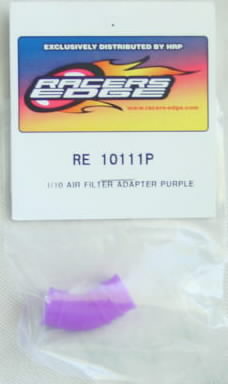 EXCLUSIVELY DISTRIBUTED BY HRP
RACERS
EDGE
www.racers-edge.com
RE 10111P
1/10 AIR FILTER ADAPTER PURPLE